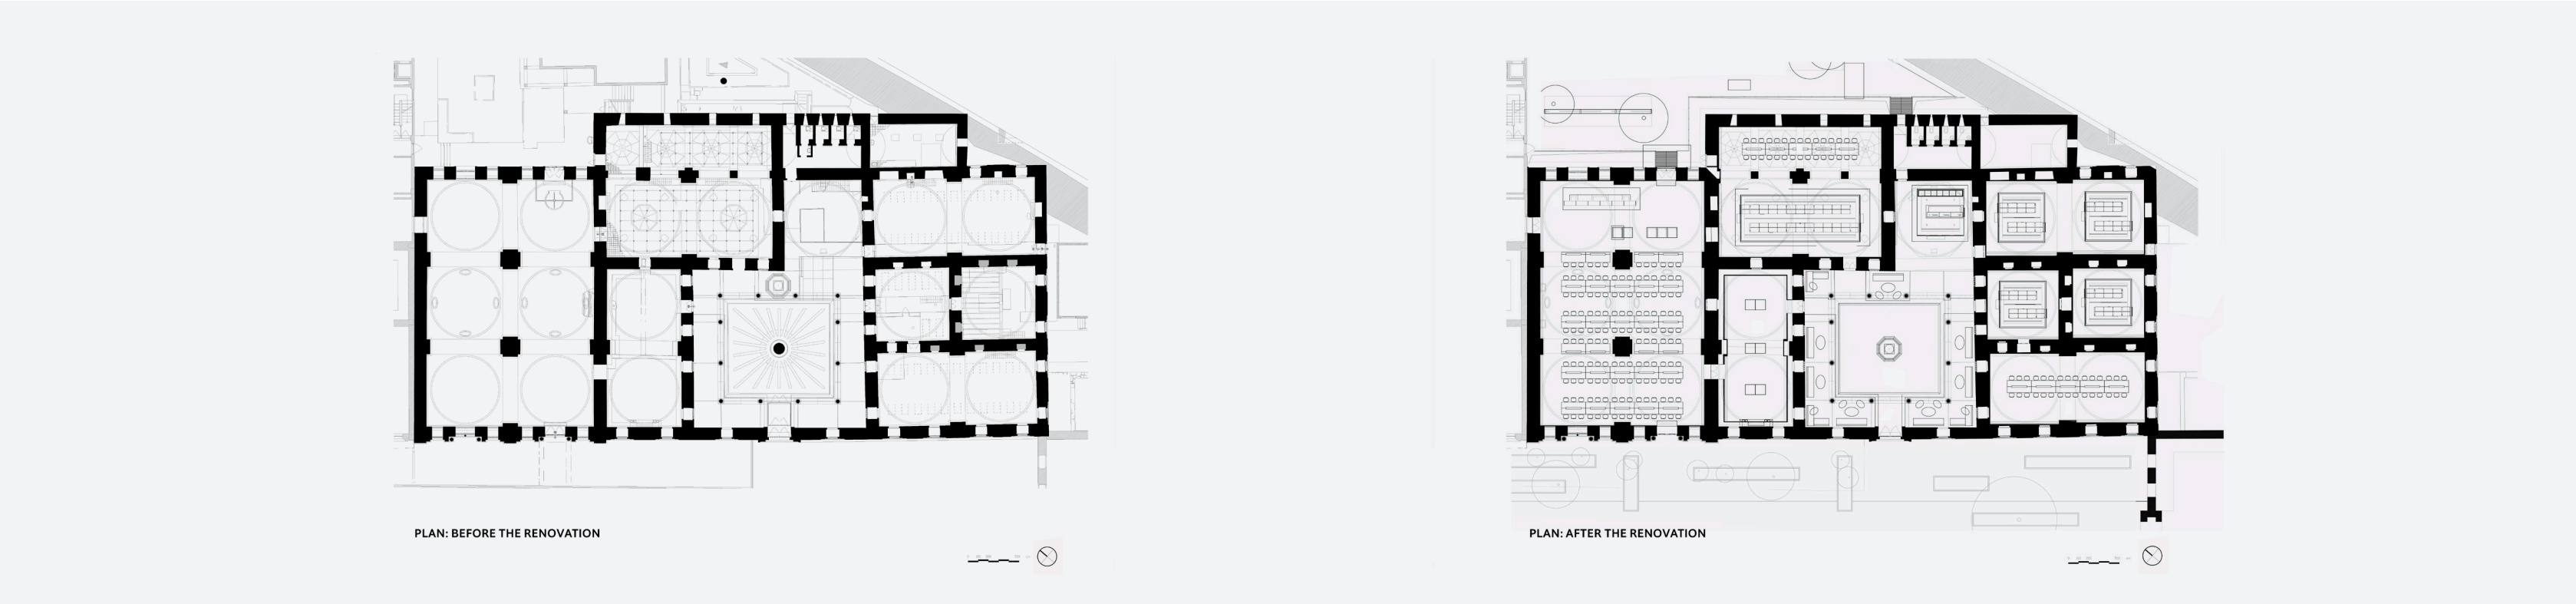 PLAN: BEFORE THE RENOVATION
PLAN: AFTER THE RENOVATION